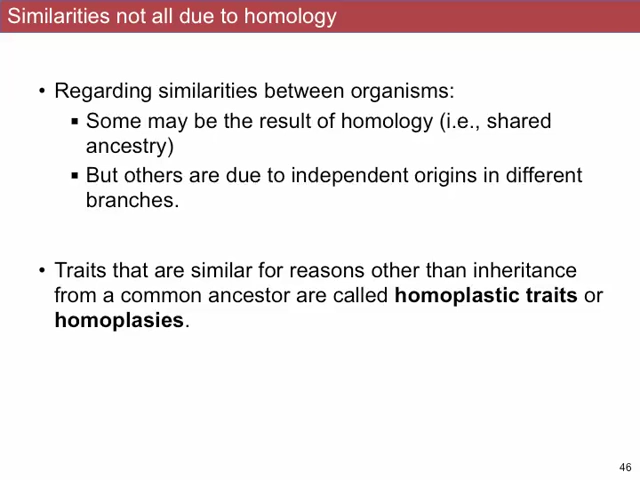 Similarities not all due to homology
• Regarding similarities between organisms:
▪ Some may be the result of homology (i.e., shared
ancestry)
▪ But others are due to independent origins in different
branches.
• Traits that are similar for reasons other than inheritance
from a common ancestor are called homoplastic traits or
homoplasies.
46